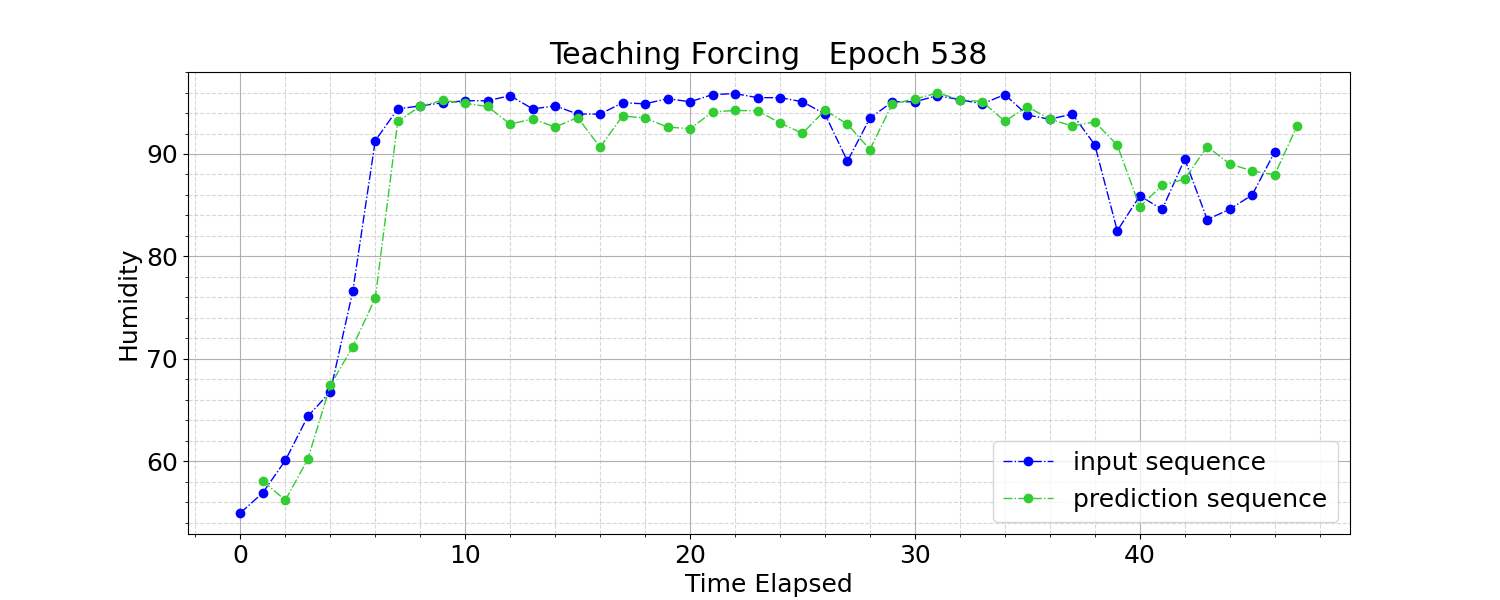 Teaching Forcing   Epoch 538
Humidity
90
80
70
60
0 10 20 30 40
Time Elapsed
input sequence
prediction sequence